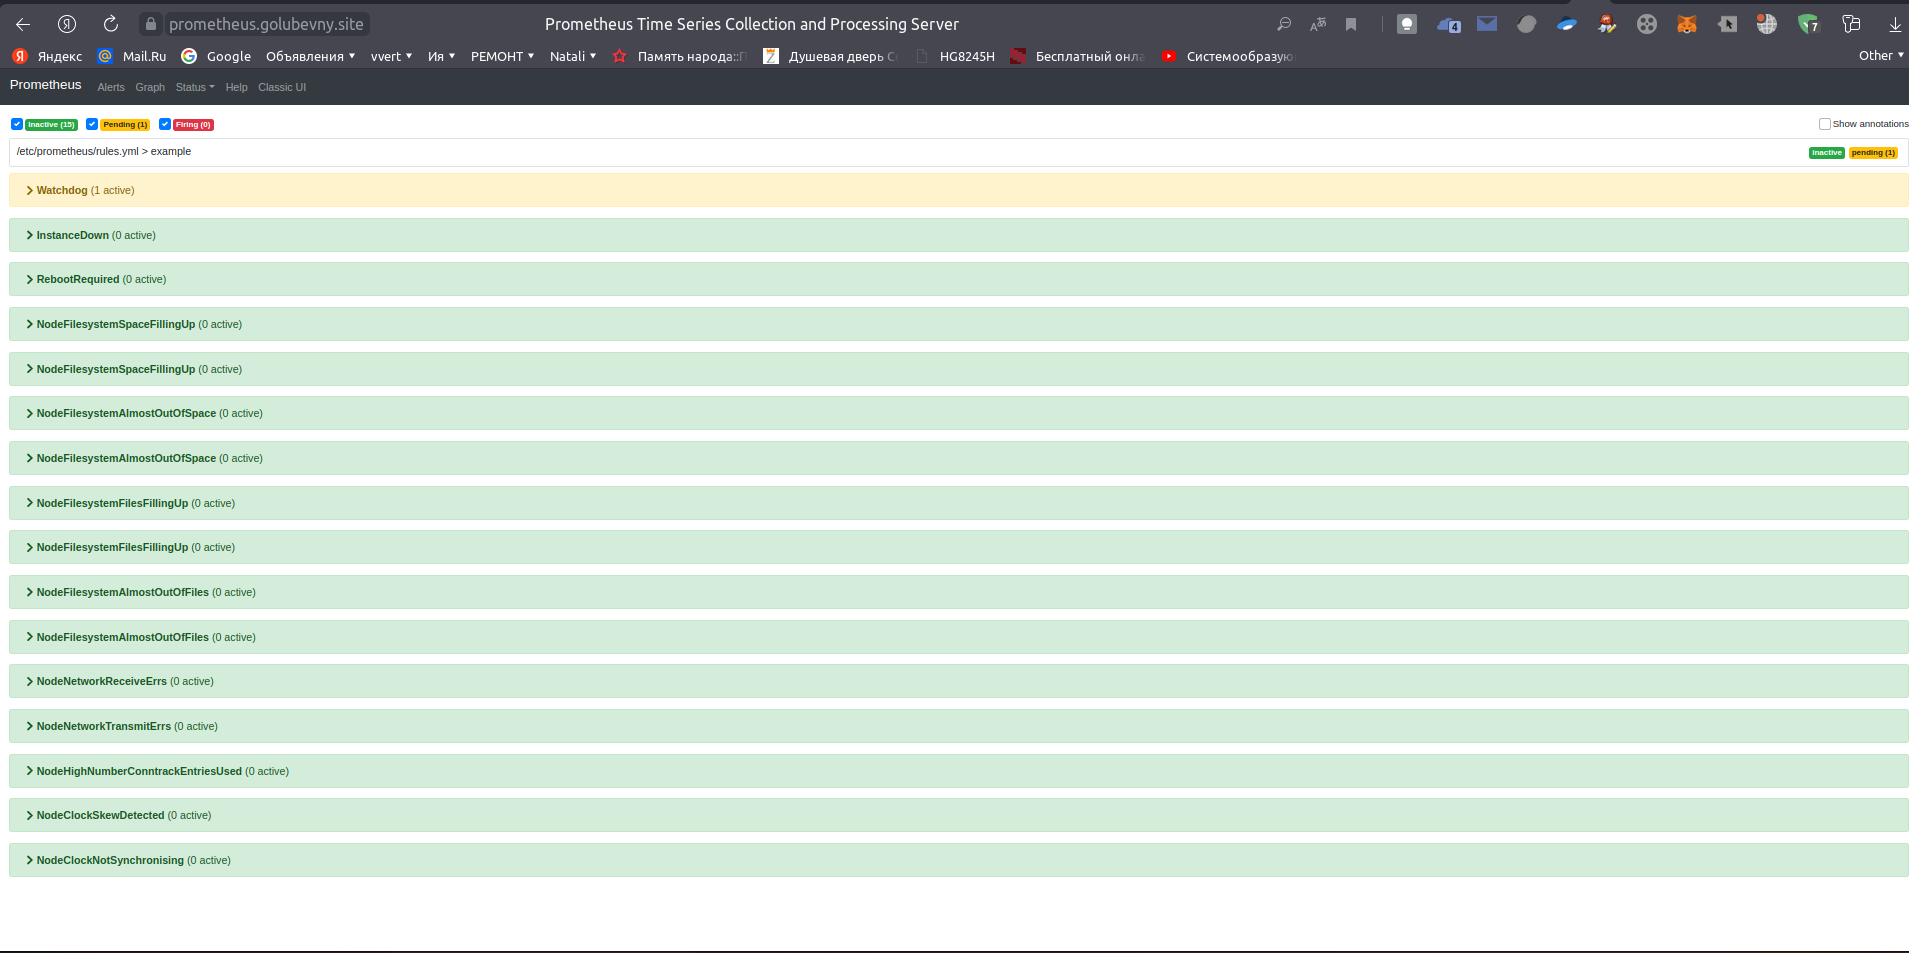 prometheus.golubevny.site Prometheus Time Series Collection and Processing Server 4 7
Яндекс Mail.Ru Google Объявления vvert Ия РЕМОНТ Natali Память народа:: Душевая дверь HG8245H Бесплатный Системообразую Other
Prometheus Alerts Graph Status Help Classic UI
Inactive (15) Pending (1) Firing (0) Show annotations
/etc/prometheus/rules.yml > example Inactive pending (1)
Watchdog (1 active)
InstanceDown (0 active)
RebootRequired (0 active)
NodeFilesystemSpaceFillingUp (0 active)
NodeFilesystemSpaceFillingUp (0 active)
NodeFilesystemAlmostOutOfSpace (0 active)
NodeFilesystemAlmostOutOfSpace (0 active)
NodeFilesystemFilesFillingUp (0 active)
NodeFilesystemFilesFillingUp (0 active)
NodeFilesystemAlmostOutOfFiles (0 active)
NodeFilesystemAlmostOutOfFiles (0 active)
NodeNetworkReceiveErrs (0 active)
NodeNetworkTransmitErrs (0 active)
NodeHighNumberConntrackEntriesUsed (0 active)
NodeClockSkewDetected (0 active)
NodeClockNotSynchronising (0 active)